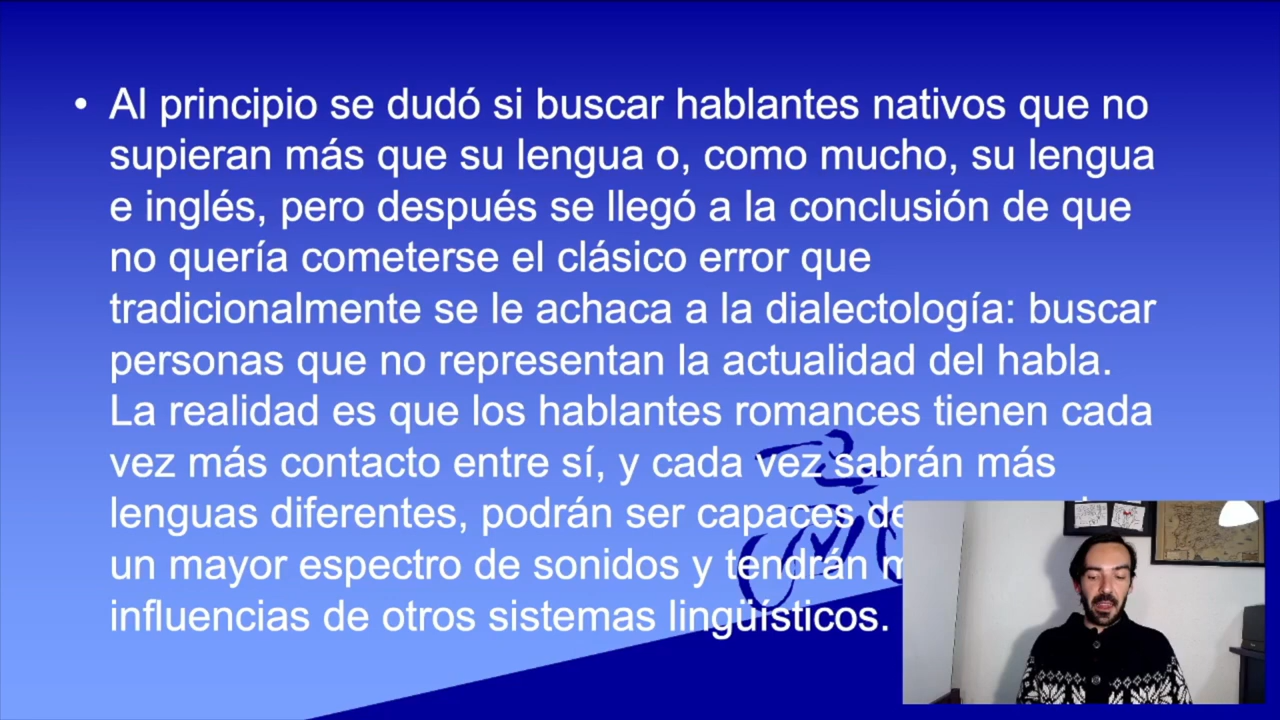 • Al principio se dudó si buscar hablantes nativos que no
supieran más que su lengua o, como mucho, su lengua
e inglés, pero después se llegó a la conclusión de que
no quería cometerse el clásico error que
tradicionalmente se le achaca a la dialectología: buscar
personas que no representan la actualidad del habla.
La realidad es que los hablantes romances tienen cada
vez más contacto entre sí, y cada vez sabrán más
lenguas diferentes, podrán ser capaces de
un mayor espectro de sonidos y tendrán
influencias de otros sistemas lingüísticos.